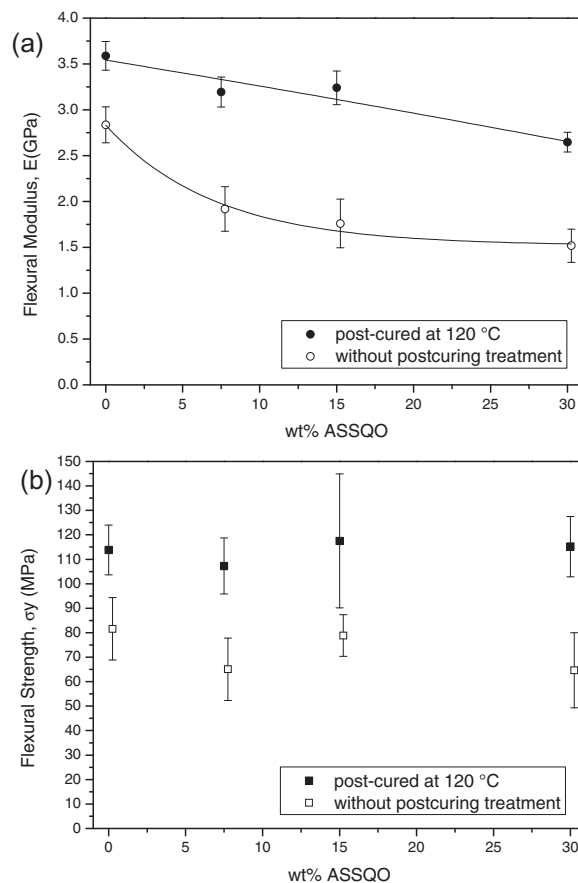 (a)
4.0
3.5
3.0
2.5
2.0
1.5
1.0
0.5
0.0
Flexural Modulus, E(GPa)
post-cured at 120 °C
without postcuring treatment
0 5 10 15 20 25 30
wt% ASSQO
(b)
150
140
130
120
110
100
90
80
70
60
50
40
30
20
10
0
Flexural Strength, σy (MPa)
post-cured at 120 °C
without postcuring treatment
0 5 10 15 20 25 30
wt% ASSQO